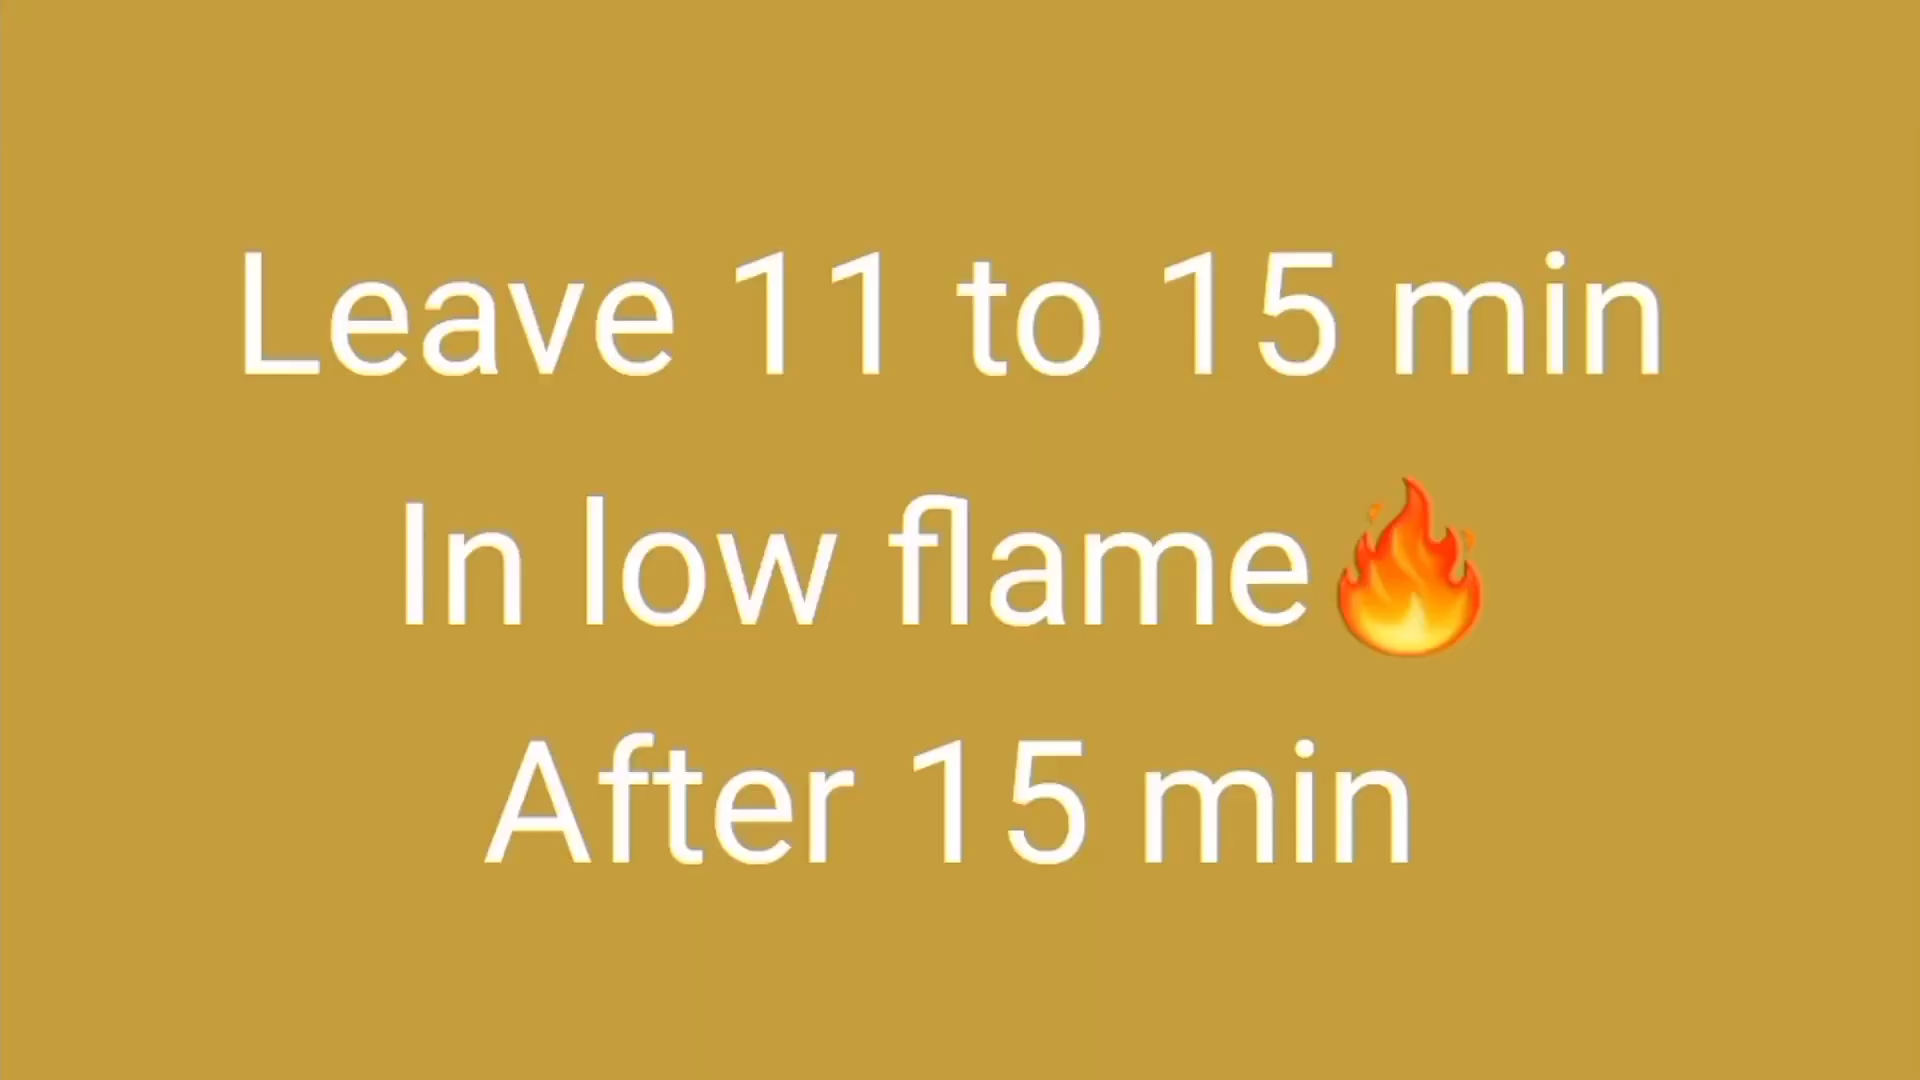 Leave 11 to 15 min
In low flame🔥
After 15 min